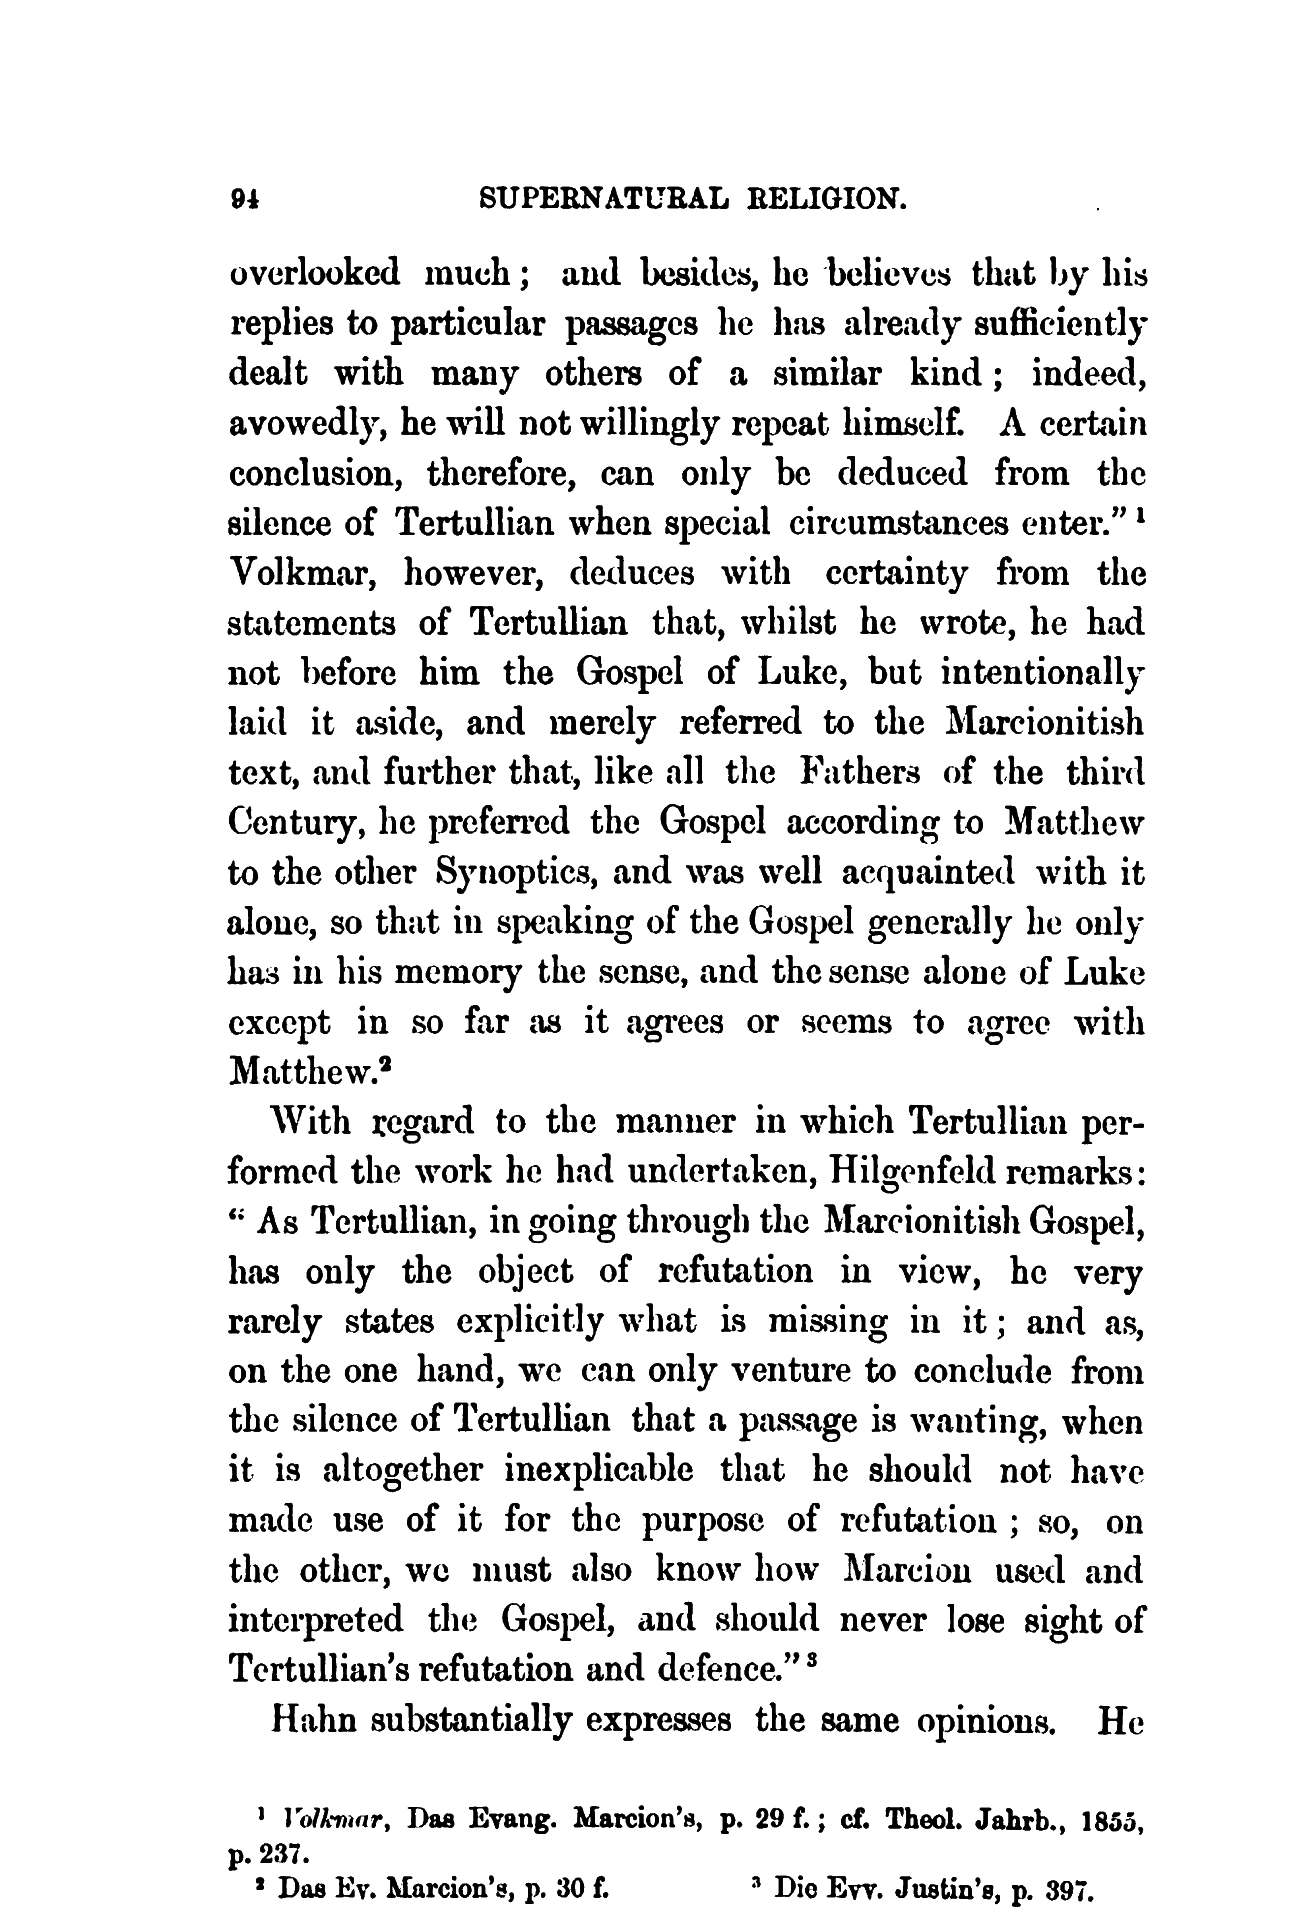 94 SUPERNATURAL RELIGION.
overlooked much; and besides, he believes that by his
replies to particular passages he has already sufficiently
dealt with many others of a similar kind; indeed,
avowedly, he will not willingly repeat himself. A certain
conclusion, therefore, can only be deduced from the
silence of Tertullian when special circumstances enter."¹
Volkmar, however, deduces with certainty from the
statements of Tertullian that, whilst he wrote, he had
not before him the Gospel of Luke, but intentionally
laid it aside, and merely referred to the Marcionitish
text, and further that, like all the Fathers of the third
Century, he preferred the Gospel according to Matthew
to the other Synoptics, and was well acquainted with it
alone, so that in speaking of the Gospel generally he only
has in his memory the sense, and the sense alone of Luke
except in so far as it agrees or seems to agree with
Matthew.²
With regard to the manner in which Tertullian per-
formed the work he had undertaken, Hilgenfeld remarks:
"As Tertullian, in going through the Marcionitish Gospel,
has only the object of refutation in view, he very
rarely states explicitly what is missing in it; and as,
on the one hand, we can only venture to conclude from
the silence of Tertullian that a passage is wanting, when
it is altogether inexplicable that he should not have
made use of it for the purpose of refutation; so, on
the other, we must also know how Marcion used and
interpreted the Gospel, and should never lose sight of
Tertullian's refutation and defence."³
Hahn substantially expresses the same opinions. He
¹ Volkmar, Das Evang. Marcion's, p. 29 f.; cf. Theol. Jahrb., 1855,
p. 237.
² Das Ev. Marcion's, p. 30 f. ³ Die Evv. Justin's, p. 397.